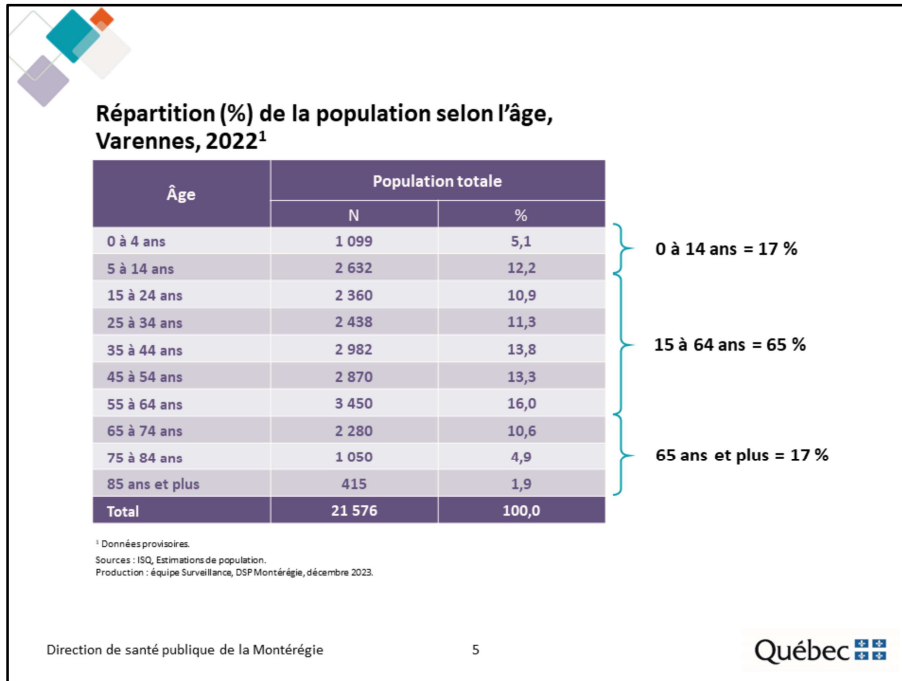 Répartition (%) de la population selon l'âge,
Varennes, 2022¹
Âge
Population totale
N %
0 à 4 ans 1 099 5,1
5 à 14 ans 2 632 12,2
15 à 24 ans 2 360 10,9
25 à 34 ans 2 438 11,3
35 à 44 ans 2 982 13,8
45 à 54 ans 2 870 13,3
55 à 64 ans 3 450 16,0
65 à 74 ans 2 280 10,6
75 à 84 ans 1 050 4,9
85 ans et plus 415 1,9
Total 21 576 100,0
0 à 14 ans = 17 %
15 à 64 ans = 65 %
65 ans et plus = 17 %
¹ Données provisoires.
Sources : ISQ, Estimations de population.
Production : équipe Surveillance, DSP Montérégie, décembre 2023.
Direction de santé publique de la Montérégie
5
Québec